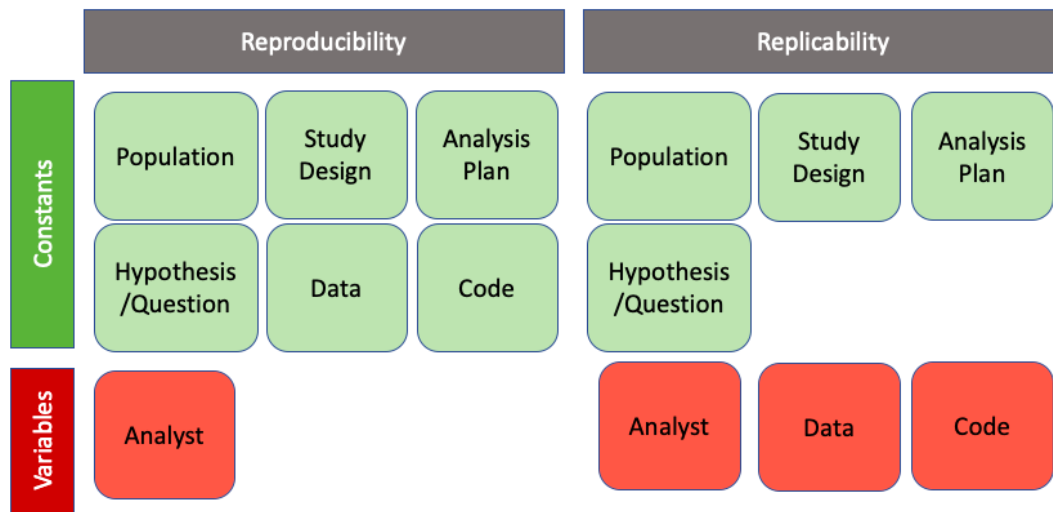 Reproducibility
Replicability
Constants
Population
Study
Design
Analysis
Plan
Population
Study
Design
Analysis
Plan
Hypothesis
/Question
Data
Code
Hypothesis
/Question
Variables
Analyst
Analyst
Data
Code